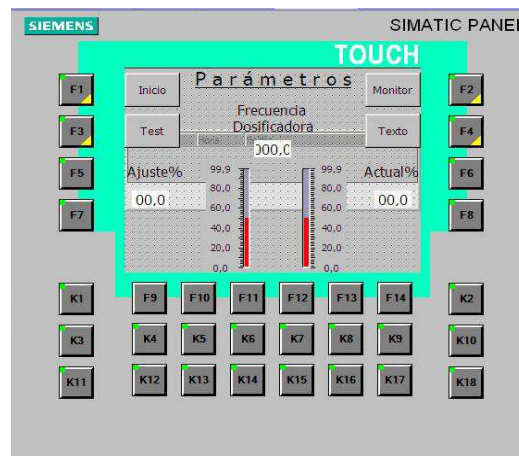 SIEMENS SIMATIC PANEL
TOUCH
F1 Inicio Parámetros Monitor F2
Frecuencia
F3 Test Dosificadora Texto F4
Hora
000,0
F5 Ajuste% 99,9 99,9 Actual% F6
80,0 80,0
00,0 00,0
F7 60,0 60,0 F8
40,0 40,0
20,0 20,0
0,0 0,0
K1 F9 F10 F11 F12 F13 F14 K2
K3 K4 K5 K6 K7 K8 K9 K10
K11 K12 K13 K14 K15 K16 K17 K18